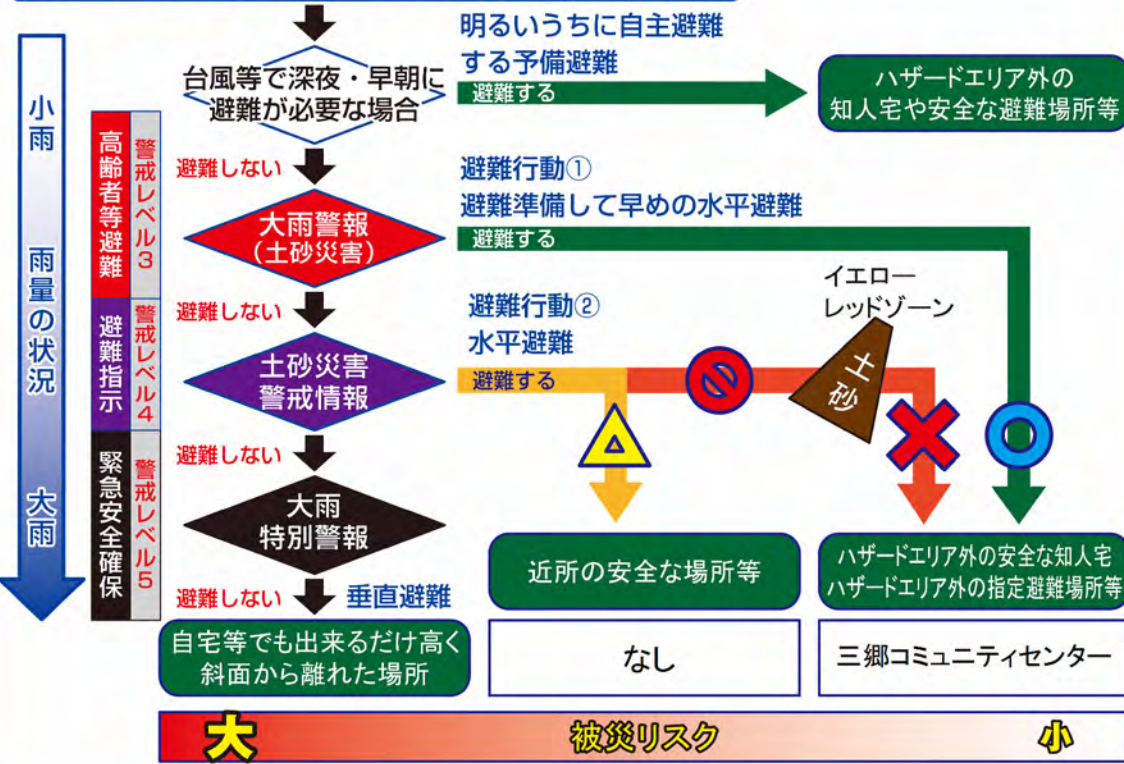 明るいうちに自主避難
する予備避難
避難する
台風等で深夜・早朝に
避難が必要な場合
ハザードエリア外の
知人宅や安全な避難場所等
小雨
雨量の状況
大雨
高齢者等避難
警戒レベル3
避難しない
避難行動①
避難準備して早めの水平避難
避難する
大雨警報
(土砂災害)
イエロー
レッドゾーン
土砂
避難指示
警戒レベル4
避難しない
避難行動②
水平避難
避難する
土砂災害
警戒情報
緊急安全確保
警戒レベル5
避難しない
大雨
特別警報
避難しない
垂直避難
自宅等でも出来るだけ高く
斜面から離れた場所
近所の安全な場所等
なし
ハザードエリア外の安全な知人宅
ハザードエリア外の指定避難場所等
三郷コミュニティセンター
大
被災リスク
小